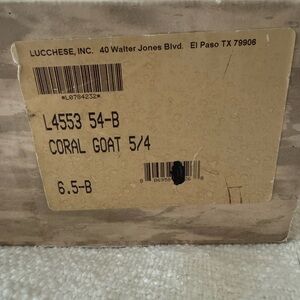 LUCCHESE, INC. 40 Walter Jones Blvd. El Paso TX 79906
*L0784232*
L4553 54-B
CORAL GOAT 5/4
6.5-B